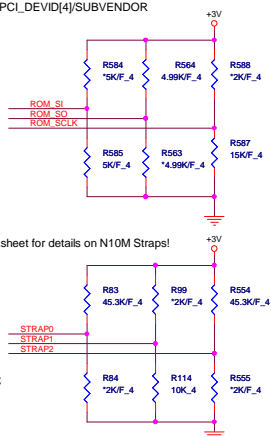 PCI_DEVID[4]/SUBVENDOR
+3V
R584
*5K/F_4
R564
4.99K/F_4
R588
*2K/F_4
ROM_SI
ROM_SO
ROM_SCLK
R585
5K/F_4
R563
*4.99K/F_4
R587
15K/F_4
sheet for details on N10M Straps!
+3V
R83
45.3K/F_4
R99
*2K/F_4
R554
45.3K/F_4
STRAP0
STRAP1
STRAP2
R84
*2K/F_4
R114
10K_4
R555
*2K/F_4